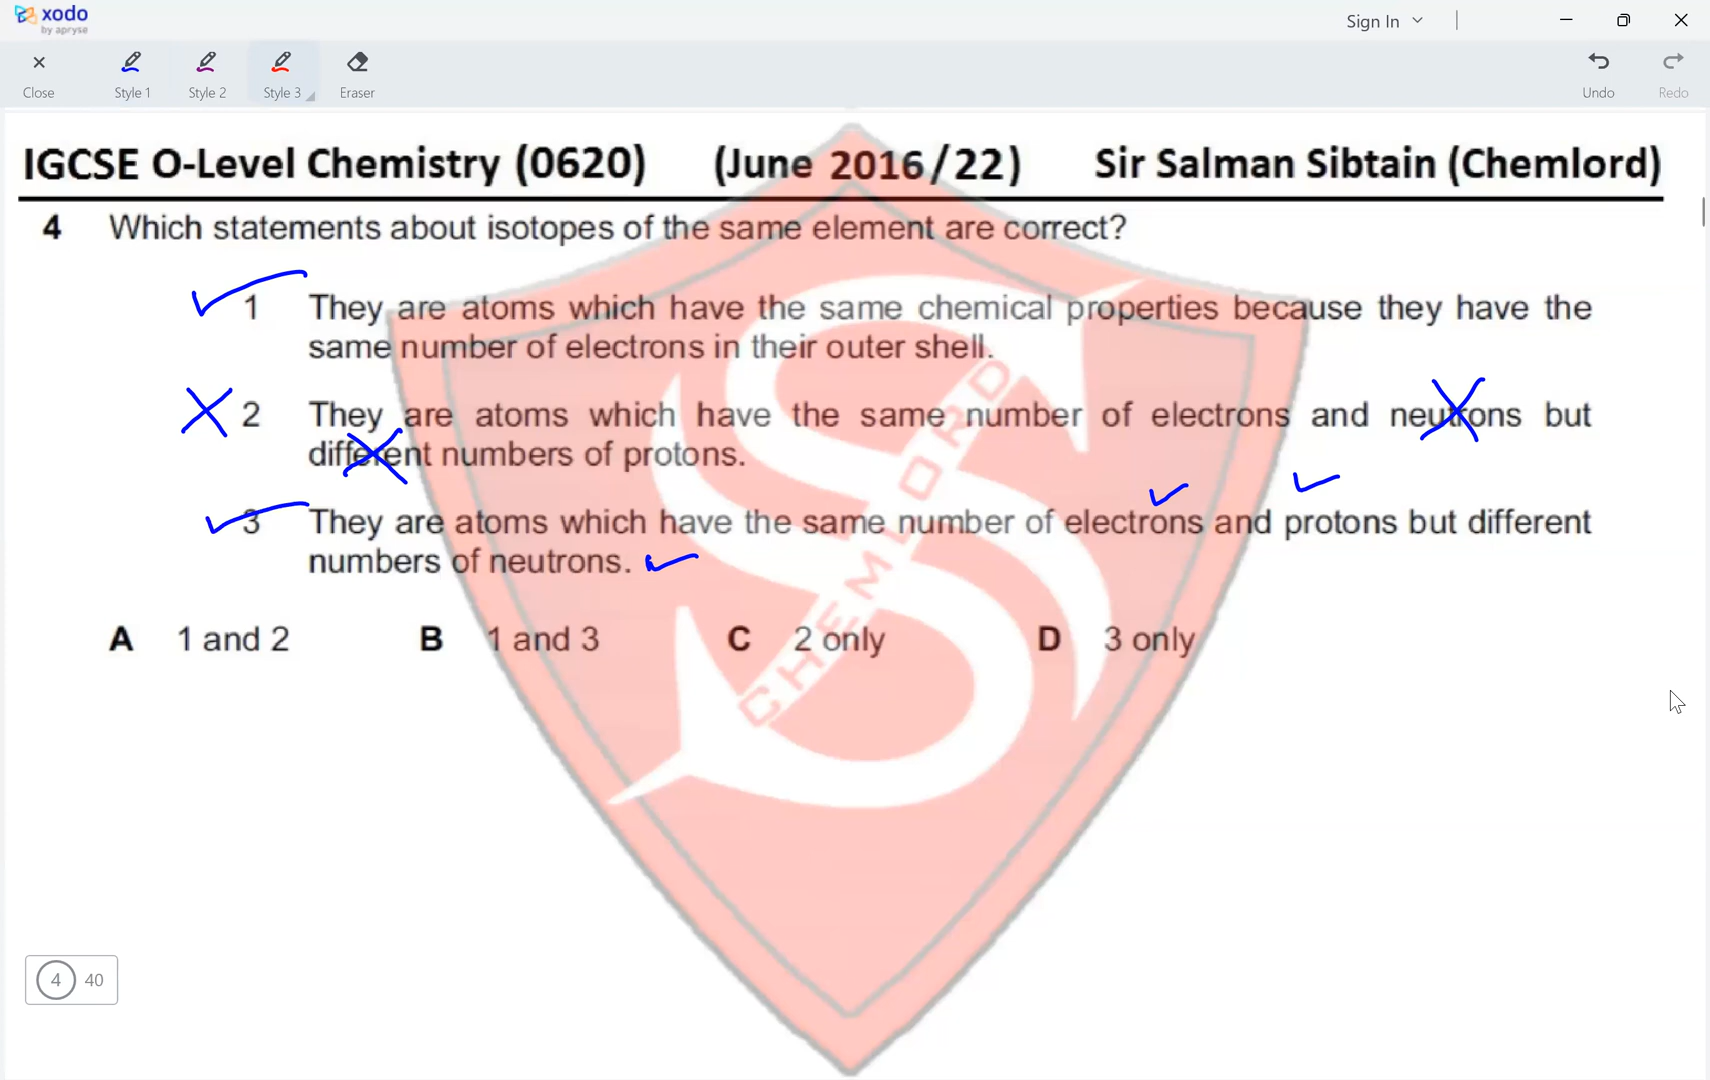 xodo
by apryse
Sign In
Close
Style 1
Style 2
Style 3
Eraser
Undo
Redo
IGCSE O-Level Chemistry (0620) (June 2016/22) Sir Salman Sibtain (Chemlord)
4 Which statements about isotopes of the same element are correct?
1 They are atoms which have the same chemical properties because they have the
same number of electrons in their outer shell.
2 They are atoms which have the same number of electrons and neutrons but
different numbers of protons.
3 They are atoms which have the same number of electrons and protons but different
numbers of neutrons.
A 1 and 2 B 1 and 3 C 2 only D 3 only
CHEMLORD
4 40